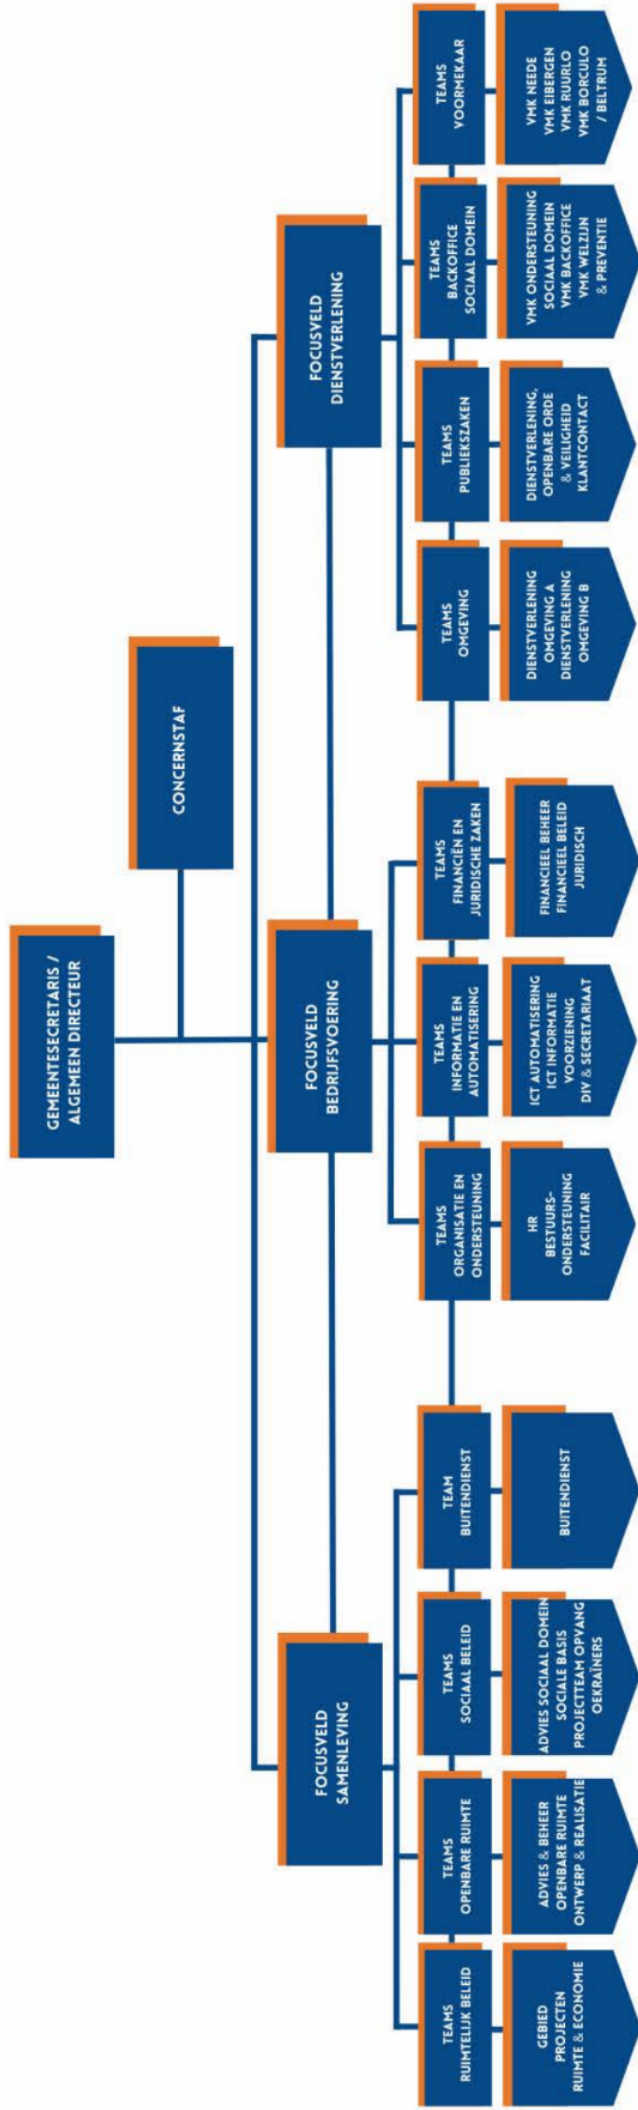 GEMEENTESECRETARIS /
ALGEMEEN DIRECTEUR
CONCERNSTAF
FOCUSVELD
SAMENLEVING
FOCUSVELD
BEDRIJFSVOERING
FOCUSVELD
DIENSTVERLENING
TEAMS
RUIMTELIJK BELEID
TEAMS
OPENBARE RUIMTE
TEAMS
SOCIAAL BELEID
TEAM
BUITENDIENST
TEAMS
ORGANISATIE EN
ONDERSTEUNING
TEAMS
INFORMATIE EN
AUTOMATISERING
TEAMS
FINANCIËN EN
JURIDISCHE ZAKEN
TEAMS
OMGEVING
TEAMS
PUBLIEKSZAKEN
TEAMS
BACKOFFICE
SOCIAAL DOMEIN
TEAMS
VOORMEKAAR
GEBIED
PROJECTEN
RUIMTE & ECONOMIE
ADVIES & BEHEER
OPENBARE RUIMTE
ONTWERP & REALISATIE
ADVIES SOCIAAL DOMEIN
SOCIALE BASIS
PROJECTTEAM OPVANG
OEKRAÏNERS
BUITENDIENST
HR
BESTUURS-
ONDERSTEUNING
FACILITAIR
ICT AUTOMATISERING
ICT INFORMATIE
VOORZIENING
DIV & SECRETARIAAT
FINANCIEEL BEHEER
FINANCIEEL BELEID
JURIDISCH
DIENSTVERLENING
OMGEVING A
DIENSTVERLENING
OMGEVING B
DIENSTVERLENING,
OPENBARE ORDE
& VEILIGHEID
KLANTCONTACT
VMK ONDERSTEUNING
SOCIAAL DOMEIN
VMK BACKOFFICE
VMK WELZIJN
& PREVENTIE
VMK NEEDE
VMK EIBERGEN
VMK RUURLO
VMK BORCULO
/ BELTRUM